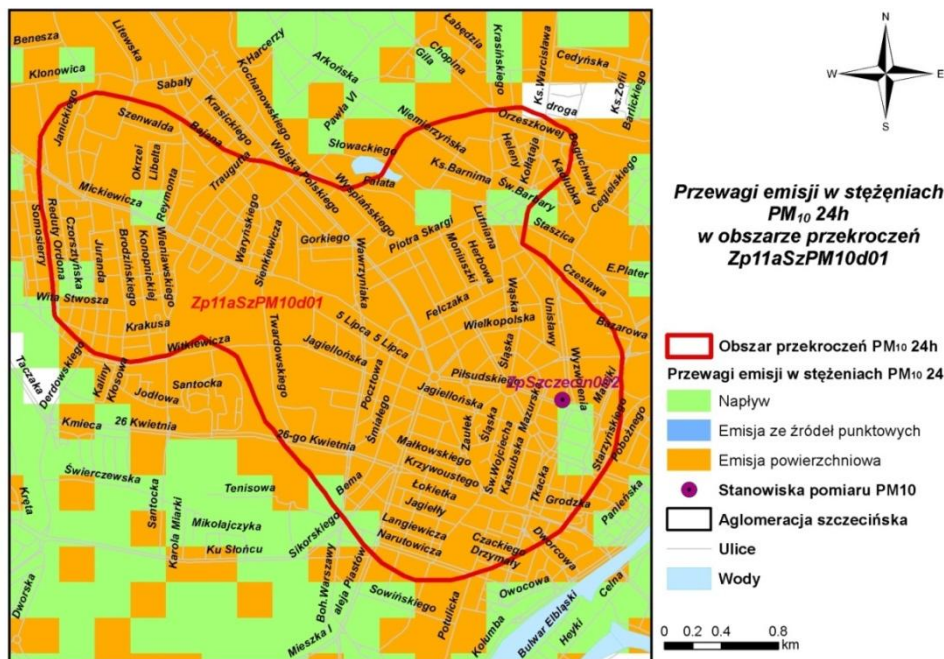 Benesza
Litewska
Klonowica
Sabały
K.Harcerzy
Kochanowskiego
Arkońska
Łabędzia
Chopina
Gila
Krasińskiego
Ks.Warcisława
Cedyńska
droga
Ks.Zofii
Barlickiego
Janickiego
Szenwalda
Bajana
Krasickiego
Pawła VI
Słowackiego
Niemierzyńska
Orzeszkowej
Boguchwały
Okrzei
Libelta
Traugutta
Wojska Polskiego
Wyspiańskiego
Pałata
Ks.Barnima
Heleny
Kołłątaja
Kadłubka
Cegielskiego
Mickiewicza
Reymonta
Św.Barbary
Staszica
Somosierry
Reduty Ordona
Czorsztyńska
Juranda
Brodzińskiego
Konopnickiej
Wieniawskiego
Waryńskiego
Sienkiewicza
Gorkiego
Wawrzyniaka
Piotra Skargi
Lutniana
Herbowa
Moniuszki
E.Plater
Czesława
Wita Stwosza
Zp11aSzPM10d01
Felczaka
Wąska
Unisławy
Krakusa
Twardowskiego
5 Lipca
5 Lipca
Wielkopolska
Bazarowa
Witkiewicza
Jagiellońska
Śląska
Wyzwolenia
Taczaka
Derdowskiego
Kaliny
Kłosowa
Santocka
Jodłowa
Pocztowa
Piłsudskiego
ZpSzczecin002
Matejki
Jagiellońska
Mazurska
Starzyńskiego
Pobożnego
Kmieca
26 Kwietnia
26-go Kwietnia
Śmiałego
Zaułek
Śląska
Małkowskiego
Św.Wojciecha
Kaszubska
Świerczewska
Krzywoustego
Tkacka
Kręta
Santocka
Tenisowa
Bema
Łokietka
Grodzka
Panieńska
Karola Miarki
Mikołajczyka
Sikorskiego
Jagiełły
Langiewicza
Ku Słońcu
Narutowicza
Czackiego
Drzymały
Dworcowa
Dworska
Boh.Warszawy
aleja Piastów
Sowińskiego
Potulicka
Owocowa
Celna
Mieszka I
Kolumba
Bulwar Elbląski
Heyki
N
W
E
S
Przewagi emisji w stężeniach
PM10 24h
w obszarze przekroczeń
Zp11aSzPM10d01
Obszar przekroczeń PM10 24h
Przewagi emisji w stężeniach PM10 24
Napływ
Emisja ze źródeł punktowych
Emisja powierzchniowa
Stanowiska pomiaru PM10
Aglomeracja szczecińska
Ulice
Wody
0 0.2 0.4 0.8
km